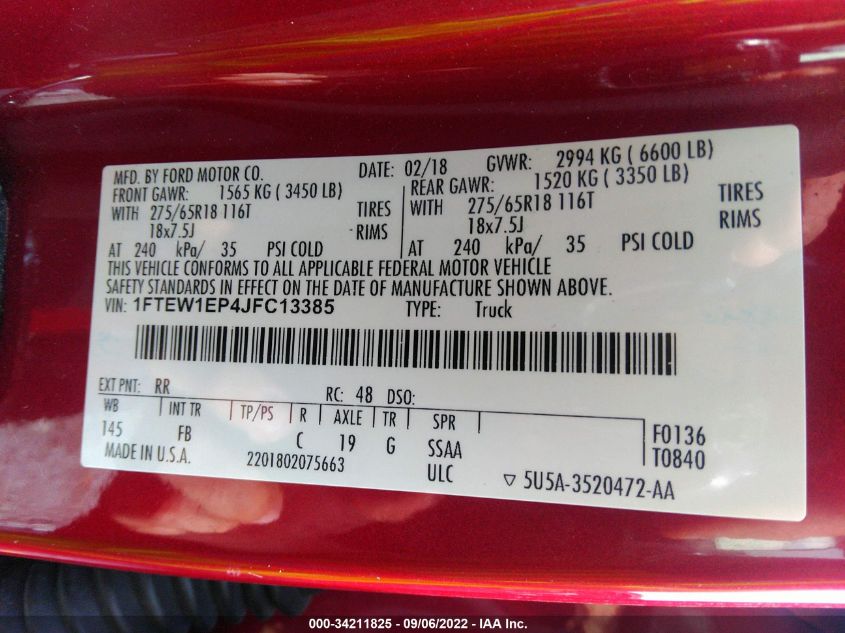 MFD. BY FORD MOTOR CO. DATE: 02/18 GVWR: 2994 KG ( 6600 LB)
FRONT GAWR: 1565 KG ( 3450 LB) REAR GAWR: 1520 KG ( 3350 LB)
WITH 275/65R18 116T TIRES WITH 275/65R18 116T TIRES
18x7.5J RIMS 18x7.5J RIMS
AT 240 kPa/ 35 PSI COLD AT 240 kPa/ 35 PSI COLD
THIS VEHICLE CONFORMS TO ALL APPLICABLE FEDERAL MOTOR VEHICLE
SAFETY STANDARDS IN EFFECT ON THE DATE OF MANUFACTURE SHOWN ABOVE.
VIN: 1FTEW1EP4JFC13385 TYPE: Truck
EXT PNT: RR RC: 48 DSO:
WB INT TR TP/PS R AXLE TR SPR
145 FB C 19 G SSAA F0136
MADE IN U.S.A. 2201802075663 ULC T0840
▽ 5U5A-3520472-AA
000-34211825 - 09/06/2022 - IAA Inc.